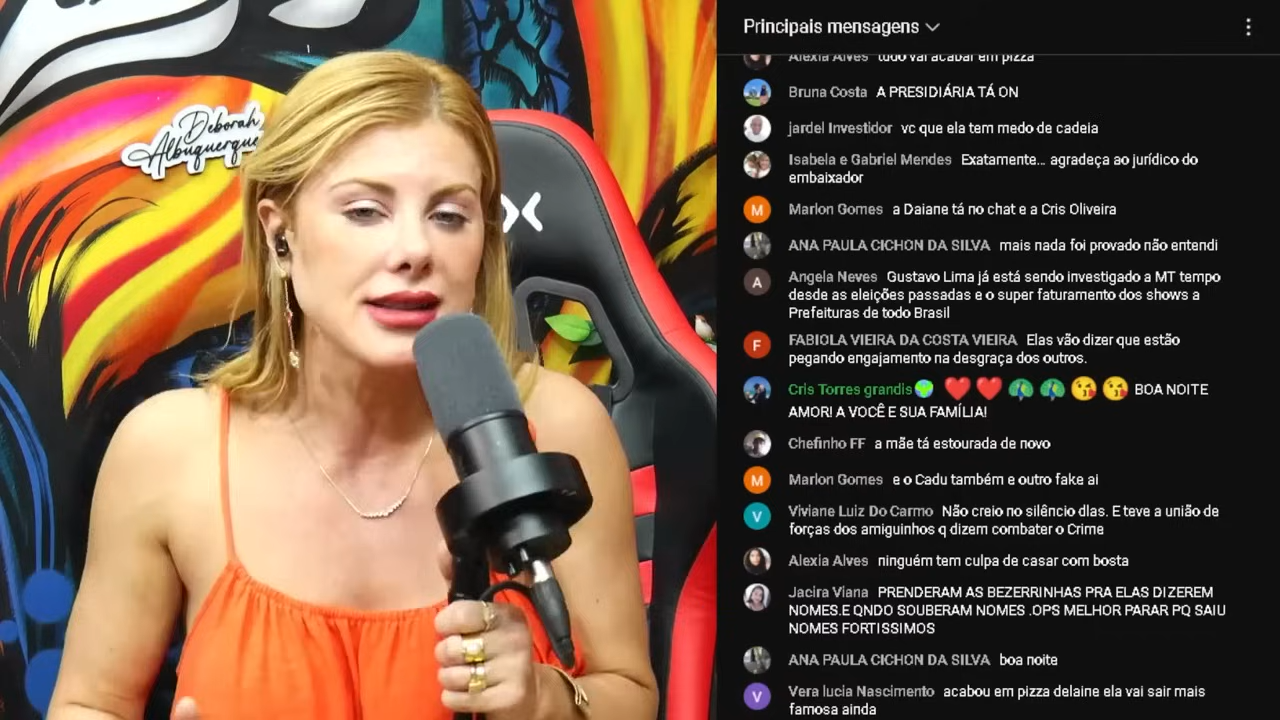 Deborah
Albuquerque
Principais mensagens
Alexia Alves tudo vai acabar em pizza
Bruna Costa A PRESIDIÁRIA TÁ ON
jardel Investidor vc que ela tem medo de cadeia
Isabela e Gabriel Mendes Exatamente... agradeça ao jurídico do
embaixador
M
Marlon Gomes a Daiane tá no chat e a Cris Oliveira
ANA PAULA CICHON DA SILVA mais nada foi provado não entendi
A
Angela Neves Gustavo Lima já está sendo investigado a MT tempo
desde as eleições passadas e o super faturamento dos shows a
Prefeituras de todo Brasil
F
FABIOLA VIEIRA DA COSTA VIEIRA Elas vão dizer que estão
pegando engajamento na desgraça dos outros.
Cris Torres grandis🌍 ❤️ ❤️ 🦚 🦚 😘 😘 BOA NOITE
AMOR! A VOCÊ E SUA FAMÍLIA!
Chefinho FF a mãe tá estourada de novo
M
Marlon Gomes e o Cadu também e outro fake ai
V
Viviane Luiz Do Carmo Não creio no silêncio dlas. E teve a união de
forças dos amiguinhos q dizem combater o Crime
Alexia Alves ninguém tem culpa de casar com bosta
Jacira Viana PRENDERAM AS BEZERRINHAS PRA ELAS DIZEREM
NOMES.E QNDO SOUBERAM NOMES .OPS MELHOR PARAR PQ SAIU
NOMES FORTISSIMOS
ANA PAULA CICHON DA SILVA boa noite
V
Vera lucia Nascimento acabou em pizza delaine ela vai sair mais
famosa ainda